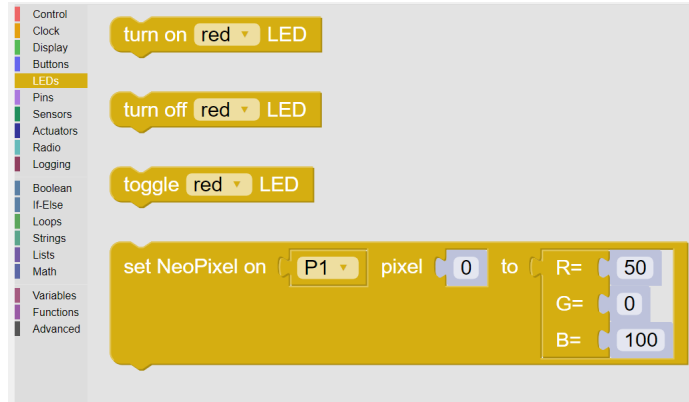 Control
Clock
Display
Buttons
LEDs
Pins
Sensors
Actuators
Radio
Logging
Boolean
If-Else
Loops
Strings
Lists
Math
Variables
Functions
Advanced
turn on red LED
turn off red LED
toggle red LED
set NeoPixel on P1 pixel 0 to R= 50
G= 0
B= 100